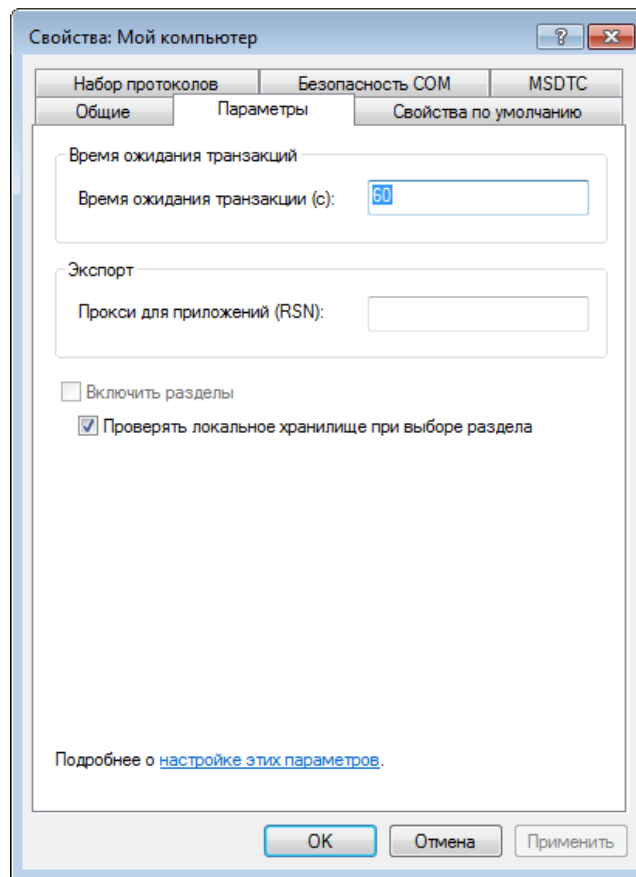 Свойства: Мой компьютер
Набор протоколов Безопасность COM MSDTC
Общие Параметры Свойства по умолчанию
Время ожидания транзакций
Время ожидания транзакции (с): 60
Экспорт
Прокси для приложений (RSN):
Включить разделы
Проверять локальное хранилище при выборе раздела
Подробнее о настройке этих параметров.
OK Отмена Применить